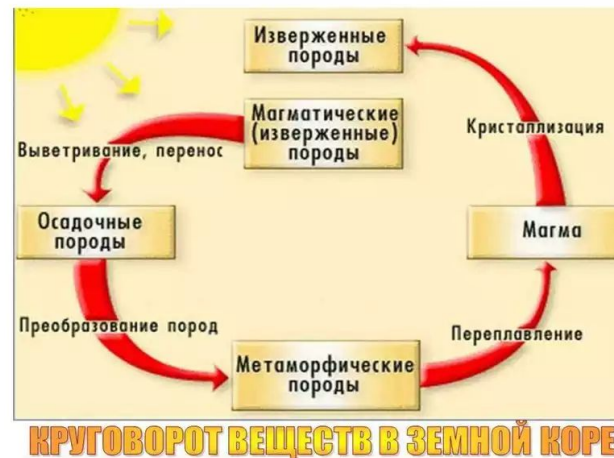 Изверженные
породы
Магматические
(изверженные)
породы
Кристаллизация
Выветривание, перенос
Осадочные
породы
Магма
Преобразование пород
Переплавление
Метаморфические
породы
КРУГОВОРОТ ВЕЩЕСТВ В ЗЕМНОЙ КОРЕ